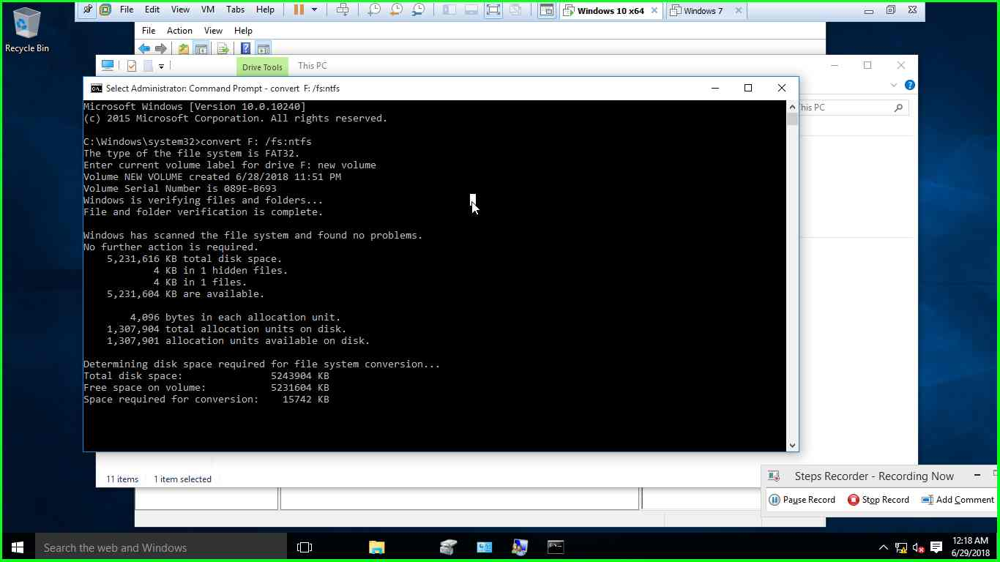 File Edit View VM Tabs Help Windows 10 x64 Windows 7
Recycle Bin
File Action View Help
Drive Tools This PC
Select Administrator: Command Prompt - convert F: /fs:ntfs
his PC
Microsoft Windows [Version 10.0.10240]
(c) 2015 Microsoft Corporation. All rights reserved.
C:\Windows\system32>convert F: /fs:ntfs
The type of the file system is FAT32.
Enter current volume label for drive F: new volume
Volume NEW VOLUME created 6/28/2018 11:51 PM
Volume Serial Number is 089E-B693
Windows is verifying files and folders...
File and folder verification is complete.
Windows has scanned the file system and found no problems.
No further action is required.
5,231,616 KB total disk space.
4 KB in 1 hidden files.
4 KB in 1 files.
5,231,604 KB are available.
4,096 bytes in each allocation unit.
1,307,904 total allocation units on disk.
1,307,901 allocation units available on disk.
Determining disk space required for file system conversion...
Total disk space: 5243904 KB
Free space on volume: 5231604 KB
Space required for conversion: 15742 KB
11 items 1 item selected
Steps Recorder - Recording Now
Pause Record Stop Record Add Comment
Search the web and Windows
12:18 AM
6/29/2018